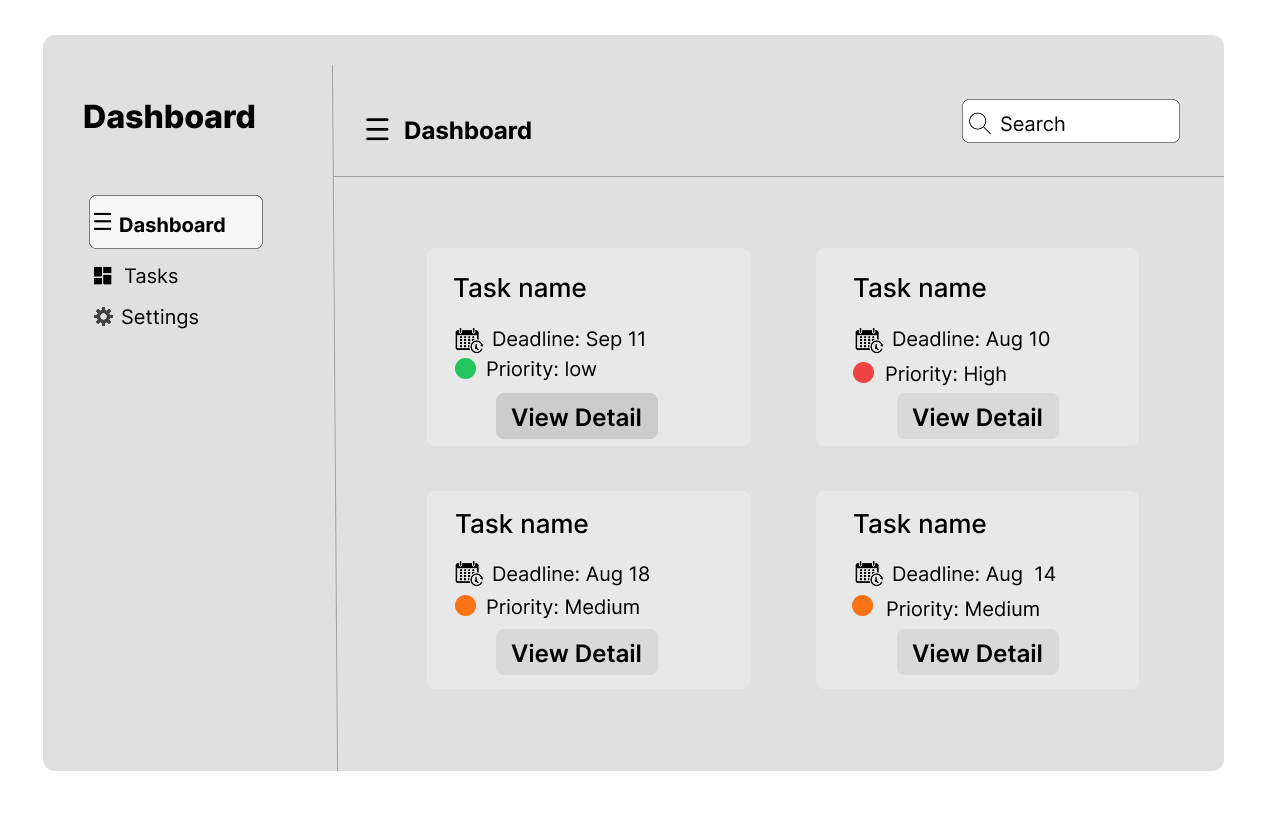 Dashboard
Dashboard
Tasks
Settings
Dashboard
Search
Task name
Deadline: Sep 11
Priority: low
View Detail
Task name
Deadline: Aug 10
Priority: High
View Detail
Task name
Deadline: Aug 18
Priority: Medium
View Detail
Task name
Deadline: Aug  14
Priority: Medium
View Detail